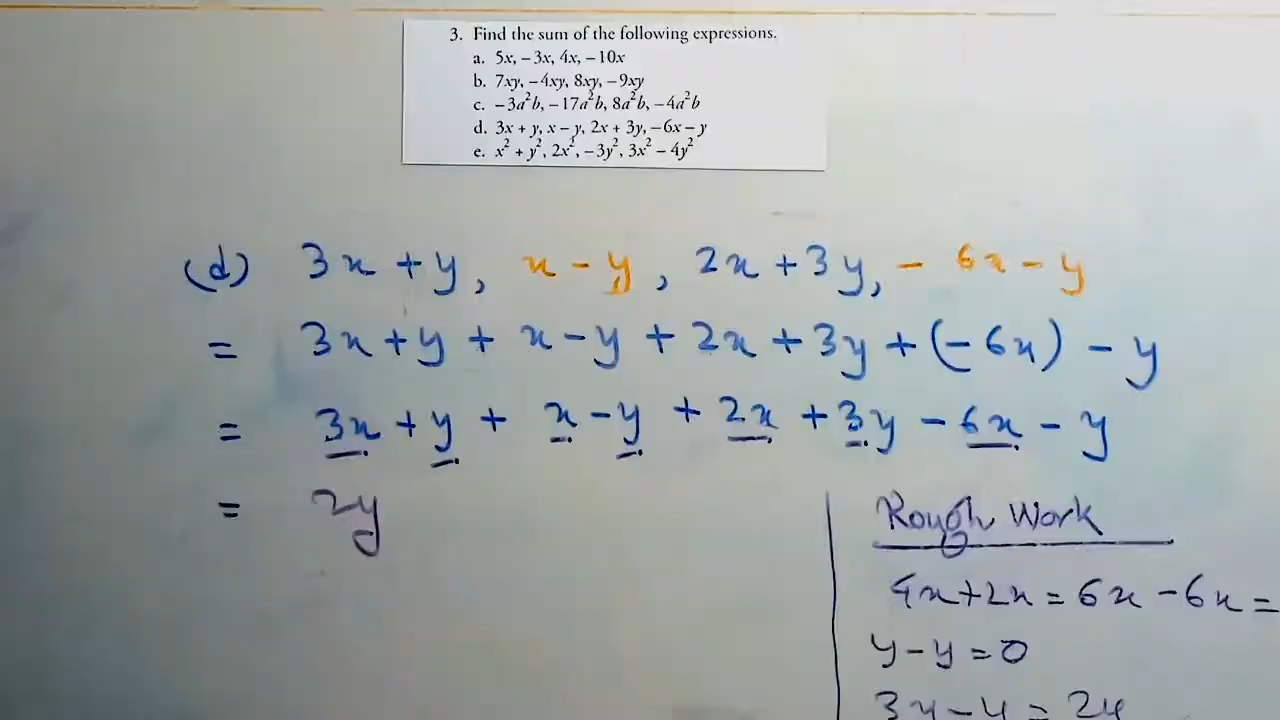 3. Find the sum of the following expressions.
a. 5x, – 3x, 4x, – 10x
b. 7xy, – 4xy, 8xy, – 9xy
c. – 3a²b, – 17a²b, 8a²b, – 4a²b
d. 3x + y, x – y, 2x + 3y, – 6x – y
e. x² + y², 2x², – 3y², 3x² – 4y²
(d) 3x + y, x - y, 2x + 3y, - 6x - y
= 3x + y + x - y + 2x + 3y + (- 6x) - y
= 3x + y + x - y + 2x + 3y - 6x - y
= 2y
Rough Work
4x + 2x = 6x - 6x =
y - y = 0
3y - y = 2y